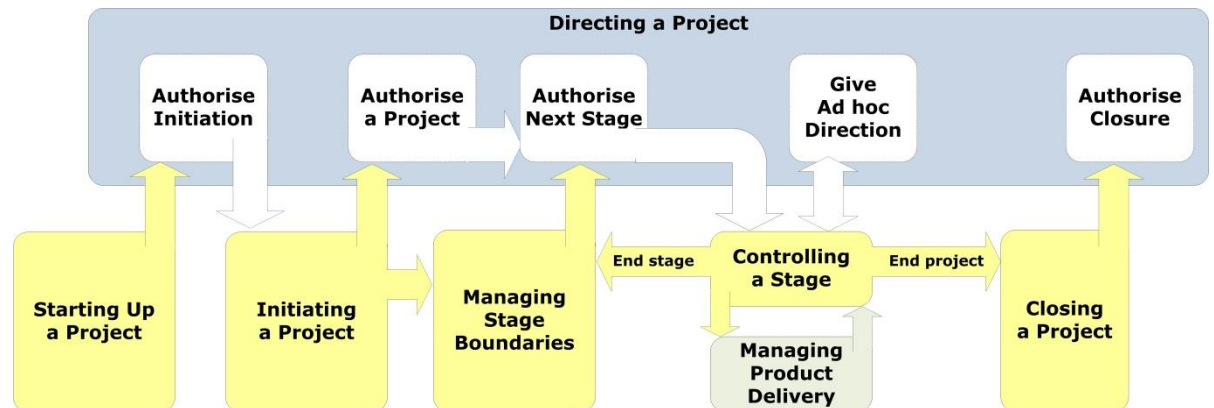 Directing a Project
Authorise
Initiation
Authorise
a Project
Authorise
Next Stage
Give
Ad hoc
Direction
Authorise
Closure
Starting Up
a Project
Initiating
a Project
Managing
Stage
Boundaries
End stage
Controlling
a Stage
End project
Managing
Product
Delivery
Closing
a Project